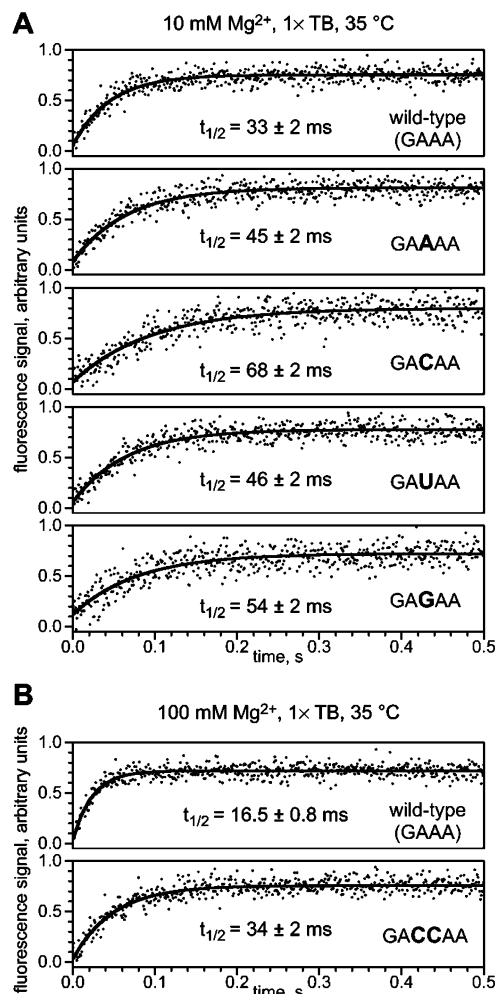 A
10 mM Mg2+, 1× TB, 35 °C
fluorescence signal, arbitrary units
1.0
0.5
0.0
t1/2 = 33 ± 2 ms
wild-type
(GAAA)
1.0
0.5
0.0
t1/2 = 45 ± 2 ms
GAAAA
1.0
0.5
0.0
t1/2 = 68 ± 2 ms
GACAA
1.0
0.5
0.0
t1/2 = 46 ± 2 ms
GAUAA
1.0
0.5
0.0
t1/2 = 54 ± 2 ms
GAGAA
0.0 0.1 0.2 0.3 0.4 0.5
time, s
B
100 mM Mg2+, 1× TB, 35 °C
fluorescence signal, arbitrary units
1.0
0.5
0.0
t1/2 = 16.5 ± 0.8 ms
wild-type
(GAAA)
1.0
0.5
0.0
t1/2 = 34 ± 2 ms
GACCAA
0.0 0.1 0.2 0.3 0.4 0.5
time, s